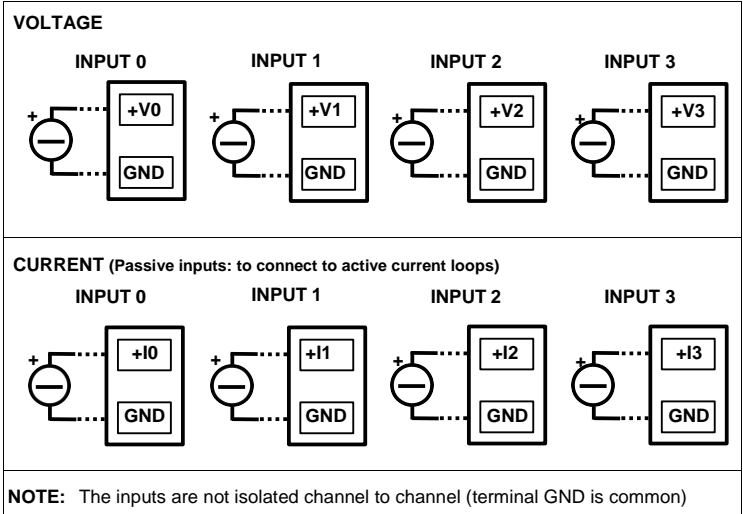 VOLTAGE
INPUT 0 INPUT 1 INPUT 2 INPUT 3
+ +V0 + +V1 + +V2 + +V3
GND GND GND GND
CURRENT (Passive inputs: to connect to active current loops)
INPUT 0 INPUT 1 INPUT 2 INPUT 3
+ +I0 + +I1 + +I2 + +I3
GND GND GND GND
NOTE: The inputs are not isolated channel to channel (terminal GND is common)